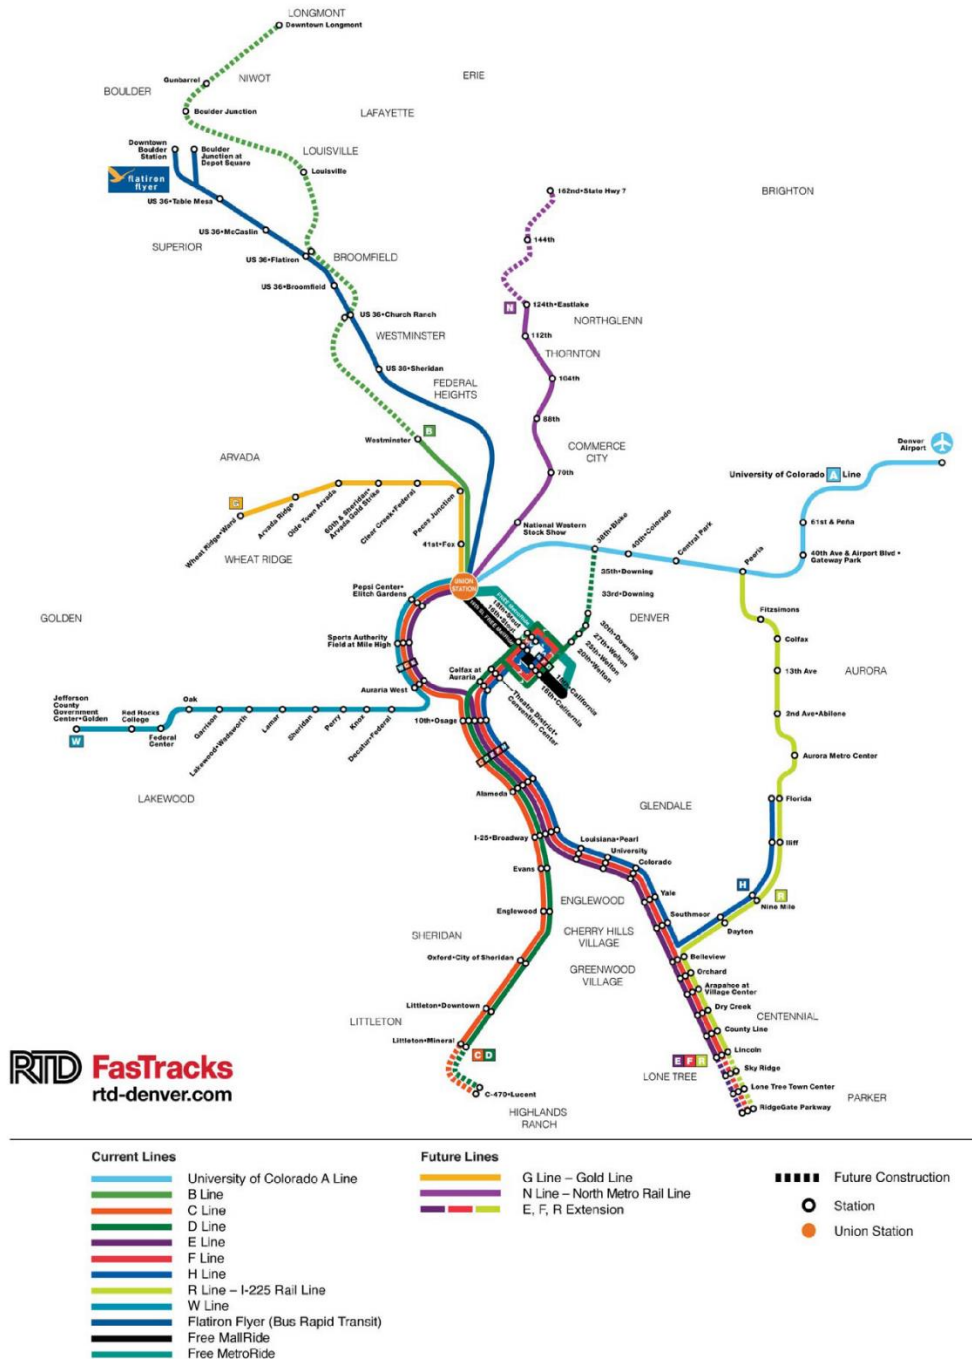 LONGMONT
Downtown Longmont
NIWOT
Gunbarrel
ERIE
BOULDER
Boulder Junction
LAFAYETTE
Downtown
Boulder
Station
Boulder
Junction at
Depot Square
LOUISVILLE
Louisville
flatiron
flyer
162nd•State Hwy 7
BRIGHTON
US 36•Table Mesa
US 36•McCaslin
144th
SUPERIOR
US 36•Flatiron
BROOMFIELD
US 36•Broomfield
124th•Eastlake
N
NORTHGLENN
US 36•Church Ranch
WESTMINSTER
112th
THORNTON
US 36•Sheridan
104th
FEDERAL
HEIGHTS
88th
B
Westminster
Denver
Airport
COMMERCE
CITY
ARVADA
79th
University of Colorado A Line
G
Wheat Ridge•Ward
Arvada Ridge
Olde Town Arvada
60th & Sheridan•
Arvada Gold Strike
Clear Creek•Federal
Pecos Junction
National Western
Stock Show
61st & Peña
38th•Blake
40th•Colorado
Central Park
Peoria
40th Ave & Airport Blvd •
Gateway Park
41st•Fox
WHEAT RIDGE
35th•Downing
UNION
STATION
Pepsi Center•
Elitch Gardens
33rd•Downing
FREE MetroRide
18th•Stout
16th•Stout
Fitzsimons
GOLDEN
DENVER
30th•Downing
27th•Welton
25th•Welton
20th•Welton
Sports Authority
Field at Mile High
Colfax
Colfax at
Auraria
18th•California
16th•California
13th Ave
AURORA
Auraria West
Theatre District•
Convention Center
Jefferson
County
Government
Center•Golden
W
Red Rocks
College
Federal
Center
Oak
Garrison
Lakewood•Wadsworth
Lamar
Sheridan
Perry
Knox
Decatur•Federal
10th•Osage
2nd Ave•Abilene
Aurora Metro Center
LAKEWOOD
Alameda
GLENDALE
Florida
I-25•Broadway
Louisiana•Pearl
University
Colorado
Iliff
Evans
H
R
Yale
Nine Mile
ENGLEWOOD
Englewood
Southmoor
Dayton
SHERIDAN
CHERRY HILLS
VILLAGE
Oxford•City of Sheridan
Belleview
GREENWOOD
VILLAGE
Orchard
Arapahoe at
Village Center
Littleton•Downtown
Dry Creek
CENTENNIAL
LITTLETON
County Line
Littleton•Mineral
C D
E F R
Lincoln
LONE TREE
Sky Ridge
C-470•Lucent
Lone Tree Town Center
PARKER
RidgeGate Parkway
HIGHLANDS
RANCH
RTD FasTracks
rtd-denver.com
Current Lines
University of Colorado A Line
B Line
C Line
D Line
E Line
F Line
H Line
R Line – I-225 Rail Line
W Line
Flatiron Flyer (Bus Rapid Transit)
Free MallRide
Free MetroRide
Future Lines
G Line – Gold Line
N Line – North Metro Rail Line
E, F, R Extension
Future Construction
Station
Union Station